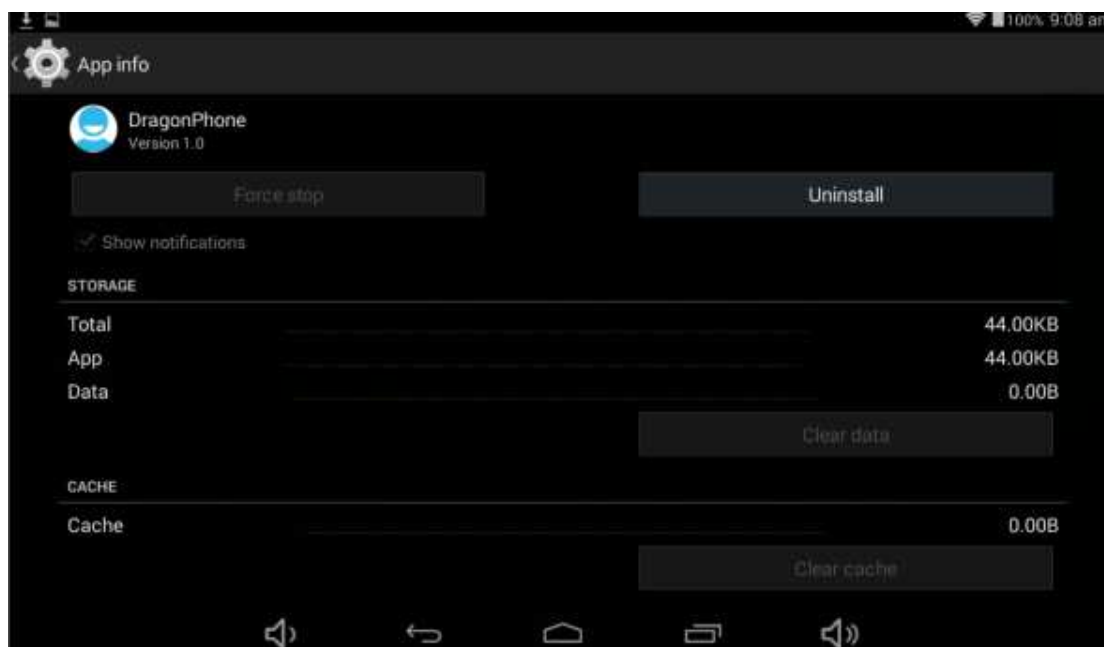 100% 9:08 am
App info
DragonPhone
Version 1.0
Force stop
Uninstall
Show notifications
STORAGE
Total 44.00KB
App 44.00KB
Data 0.00B
Clear data
CACHE
Cache 0.00B
Clear cache